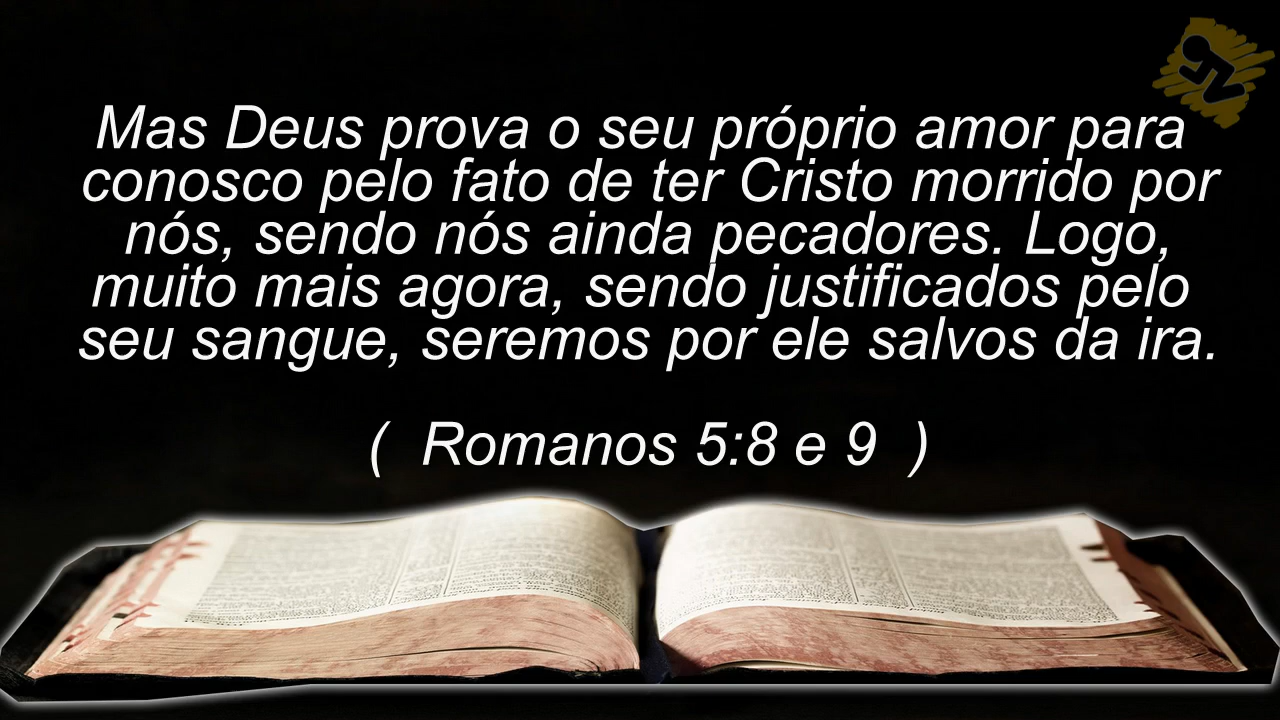 Mas Deus prova o seu próprio amor para
conosco pelo fato de ter Cristo morrido por
nós, sendo nós ainda pecadores. Logo,
muito mais agora, sendo justificados pelo
seu sangue, seremos por ele salvos da ira.
( Romanos 5:8 e 9 )